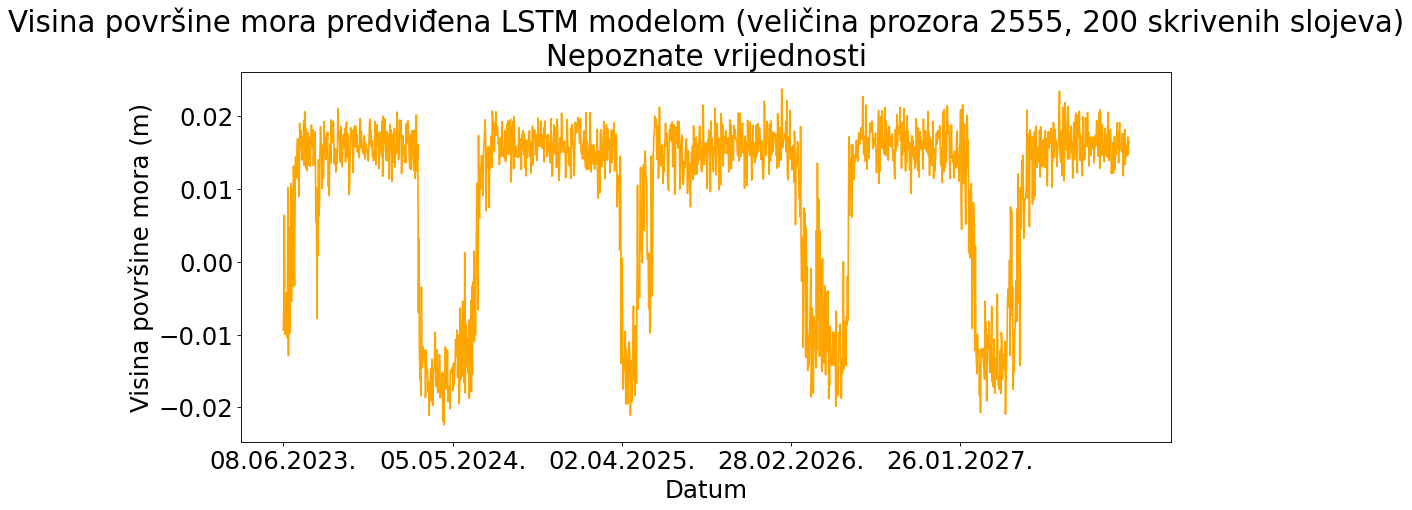 Visina površine mora predviđena LSTM modelom (veličina prozora 2555, 200 skrivenih slojeva)
Nepoznate vrijednosti
Visina površine mora (m)
0.02
0.01
0.00
−0.01
−0.02
08.06.2023.
05.05.2024.
02.04.2025.
28.02.2026.
26.01.2027.
Datum